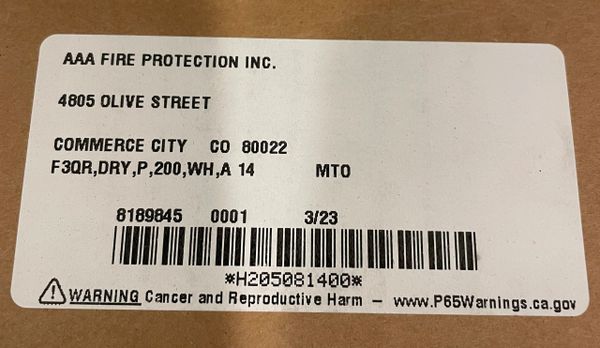 AAA FIRE PROTECTION INC.
4805 OLIVE STREET
COMMERCE CITY CO 80022
F3QR,DRY,P,200,WH,A 14 MTO
8189845 0001 3/23
*H205081400*
WARNING Cancer and Reproductive Harm - www.P65Warnings.ca.gov